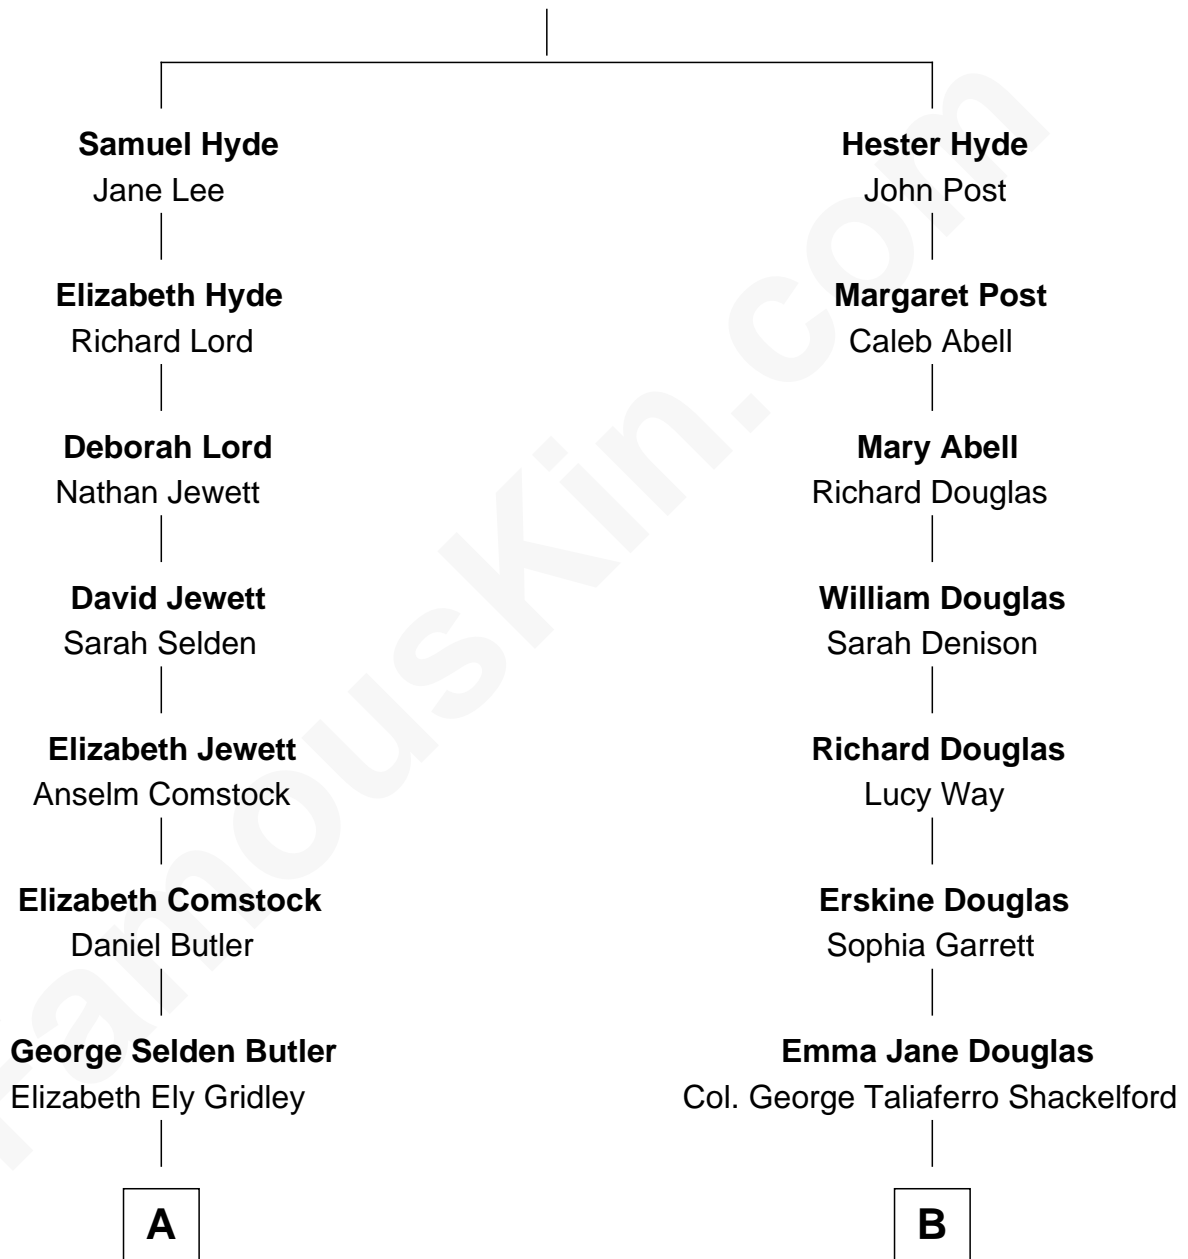 Samuel Hyde
Jane Lee
Hester Hyde
John Post
Elizabeth Hyde
Richard Lord
Margaret Post
Caleb Abell
Deborah Lord
Nathan Jewett
Mary Abell
Richard Douglas
David Jewett
Sarah Selden
William Douglas
Sarah Denison
Elizabeth Jewett
Anselm Comstock
Richard Douglas
Lucy Way
Elizabeth Comstock
Daniel Butler
Erskine Douglas
Sophia Garrett
George Selden Butler
Elizabeth Ely Gridley
Emma Jane Douglas
Col. George Taliaferro Shackelford
A
B
FamousKin.com